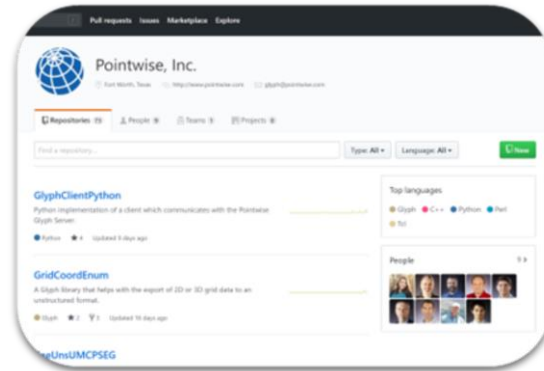 Pull requests Issues Marketplace Explore
Pointwise, Inc.
Fort Worth, Texas http://www.pointwise.com glyph@pointwise.com
Repositories 73 People 9 Teams 1 Projects 0
Find a repository...
Type: All Language: All New
GlyphClientPython
Python implementation of a client which communicates with the Pointwise
Glyph Server.
Python 4 Updated 5 days ago
GridCoordEnum
A Glyph library that helps with the export of 2D or 3D grid data to an
unstructured format.
Glyph 2 3 Updated 16 days ago
Top languages
Glyph C++ Python Perl
Tcl
People 9 >